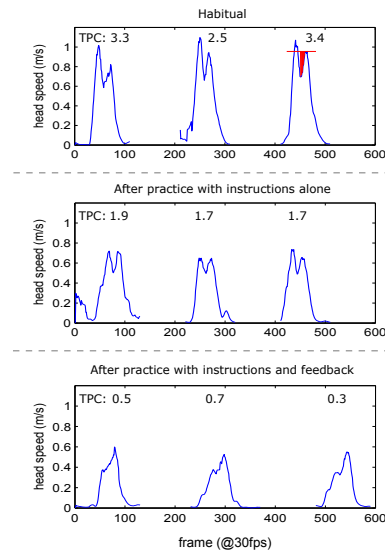 Habitual
TPC: 3.3 2.5 3.4
1
0.8
0.6
0.4
0.2
0
head speed (m/s)
0 100 200 300 400 500 600
After practice with instructions alone
TPC: 1.9 1.7 1.7
1
0.8
0.6
0.4
0.2
0
head speed (m/s)
0 100 200 300 400 500 600
After practice with instructions and feedback
TPC: 0.5 0.7 0.3
1
0.8
0.6
0.4
0.2
0
head speed (m/s)
0 100 200 300 400 500 600
frame (@30fps)